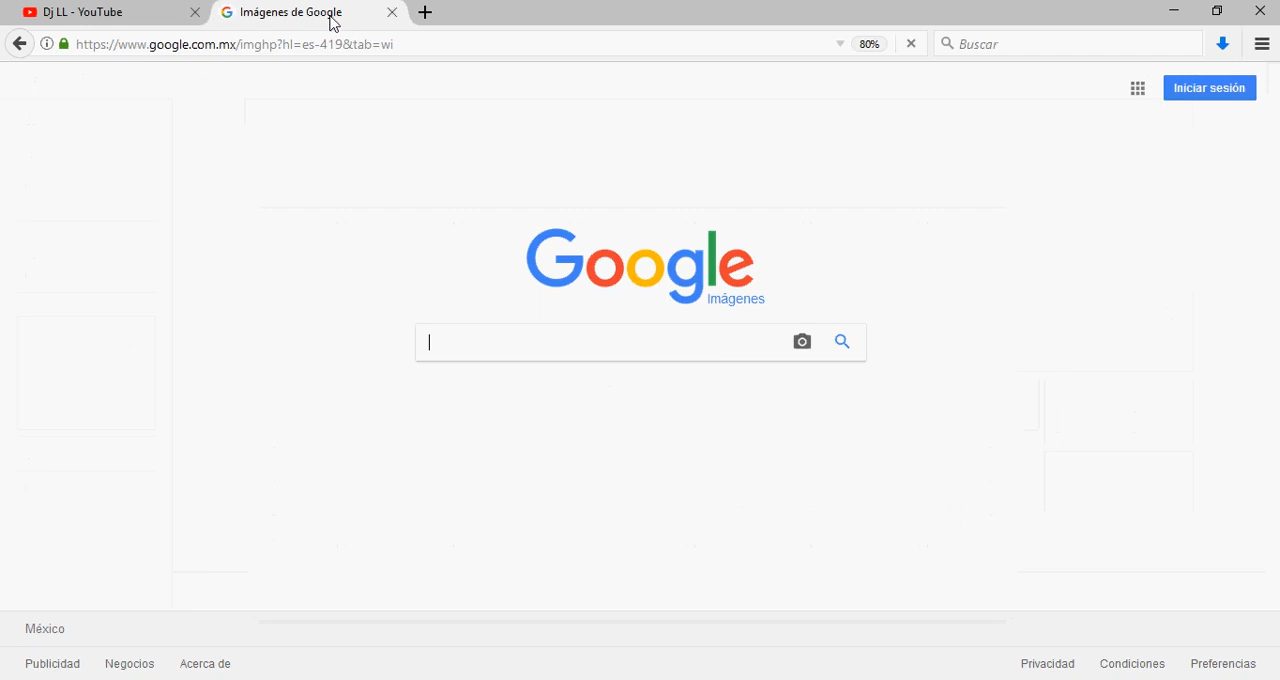 Dj LL - YouTube
Imágenes de Google
https://www.google.com.mx/imghp?hl=es-419&tab=wi
80%
Buscar
Iniciar sesión
Google
Imágenes
México
Publicidad
Negocios
Acerca de
Privacidad
Condiciones
Preferencias